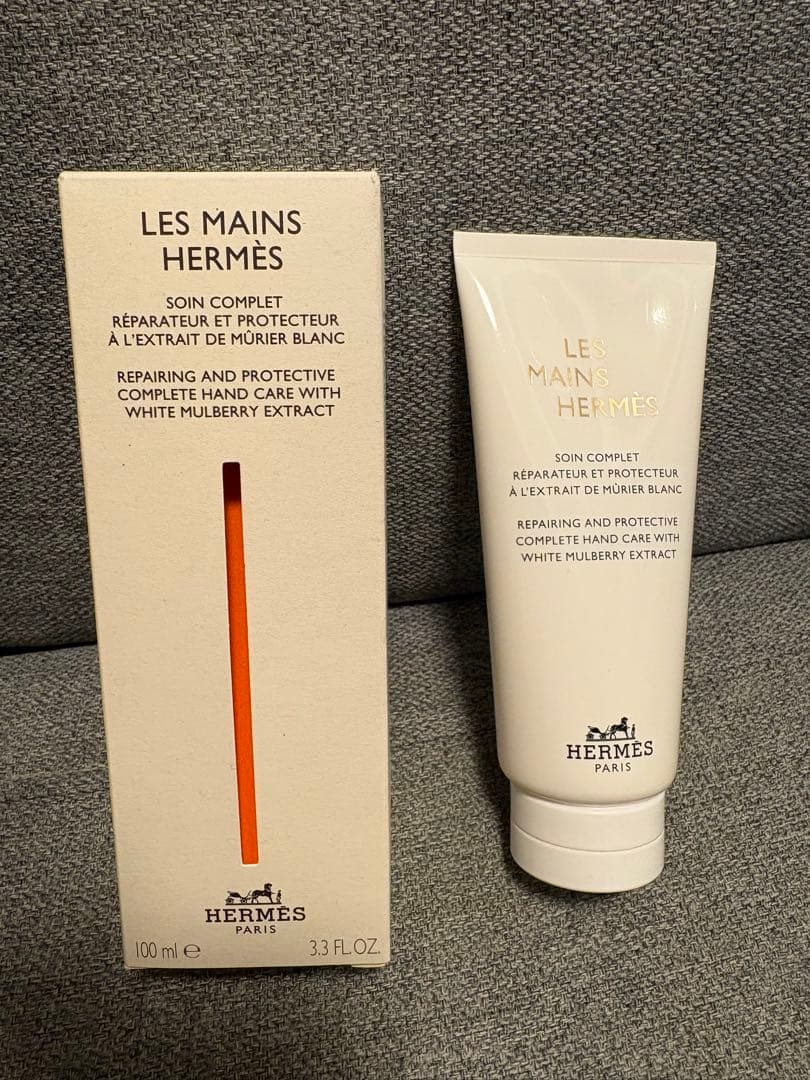 LES MAINS
HERMÈS
SOIN COMPLET
RÉPARATEUR ET PROTECTEUR
À L'EXTRAIT DE MÛRIER BLANC
REPAIRING AND PROTECTIVE
COMPLETE HAND CARE WITH
WHITE MULBERRY EXTRACT
HERMÈS
PARIS
100 ml ℮
3.3 FL.OZ.
LES
MAINS
HERMÈS
SOIN COMPLET
RÉPARATEUR ET PROTECTEUR
À L'EXTRAIT DE MÛRIER BLANC
REPAIRING AND PROTECTIVE
COMPLETE HAND CARE WITH
WHITE MULBERRY EXTRACT
HERMÈS
PARIS